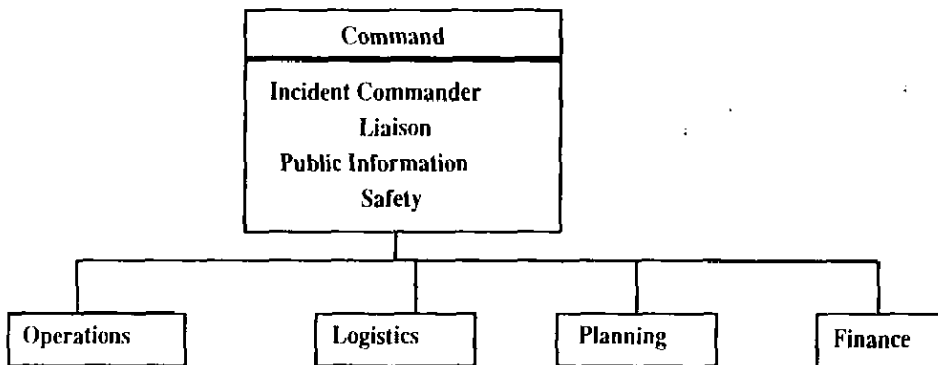 Command
Incident Commander
Liaison
Public Information
Safety
Operations
Logistics
Planning
Finance